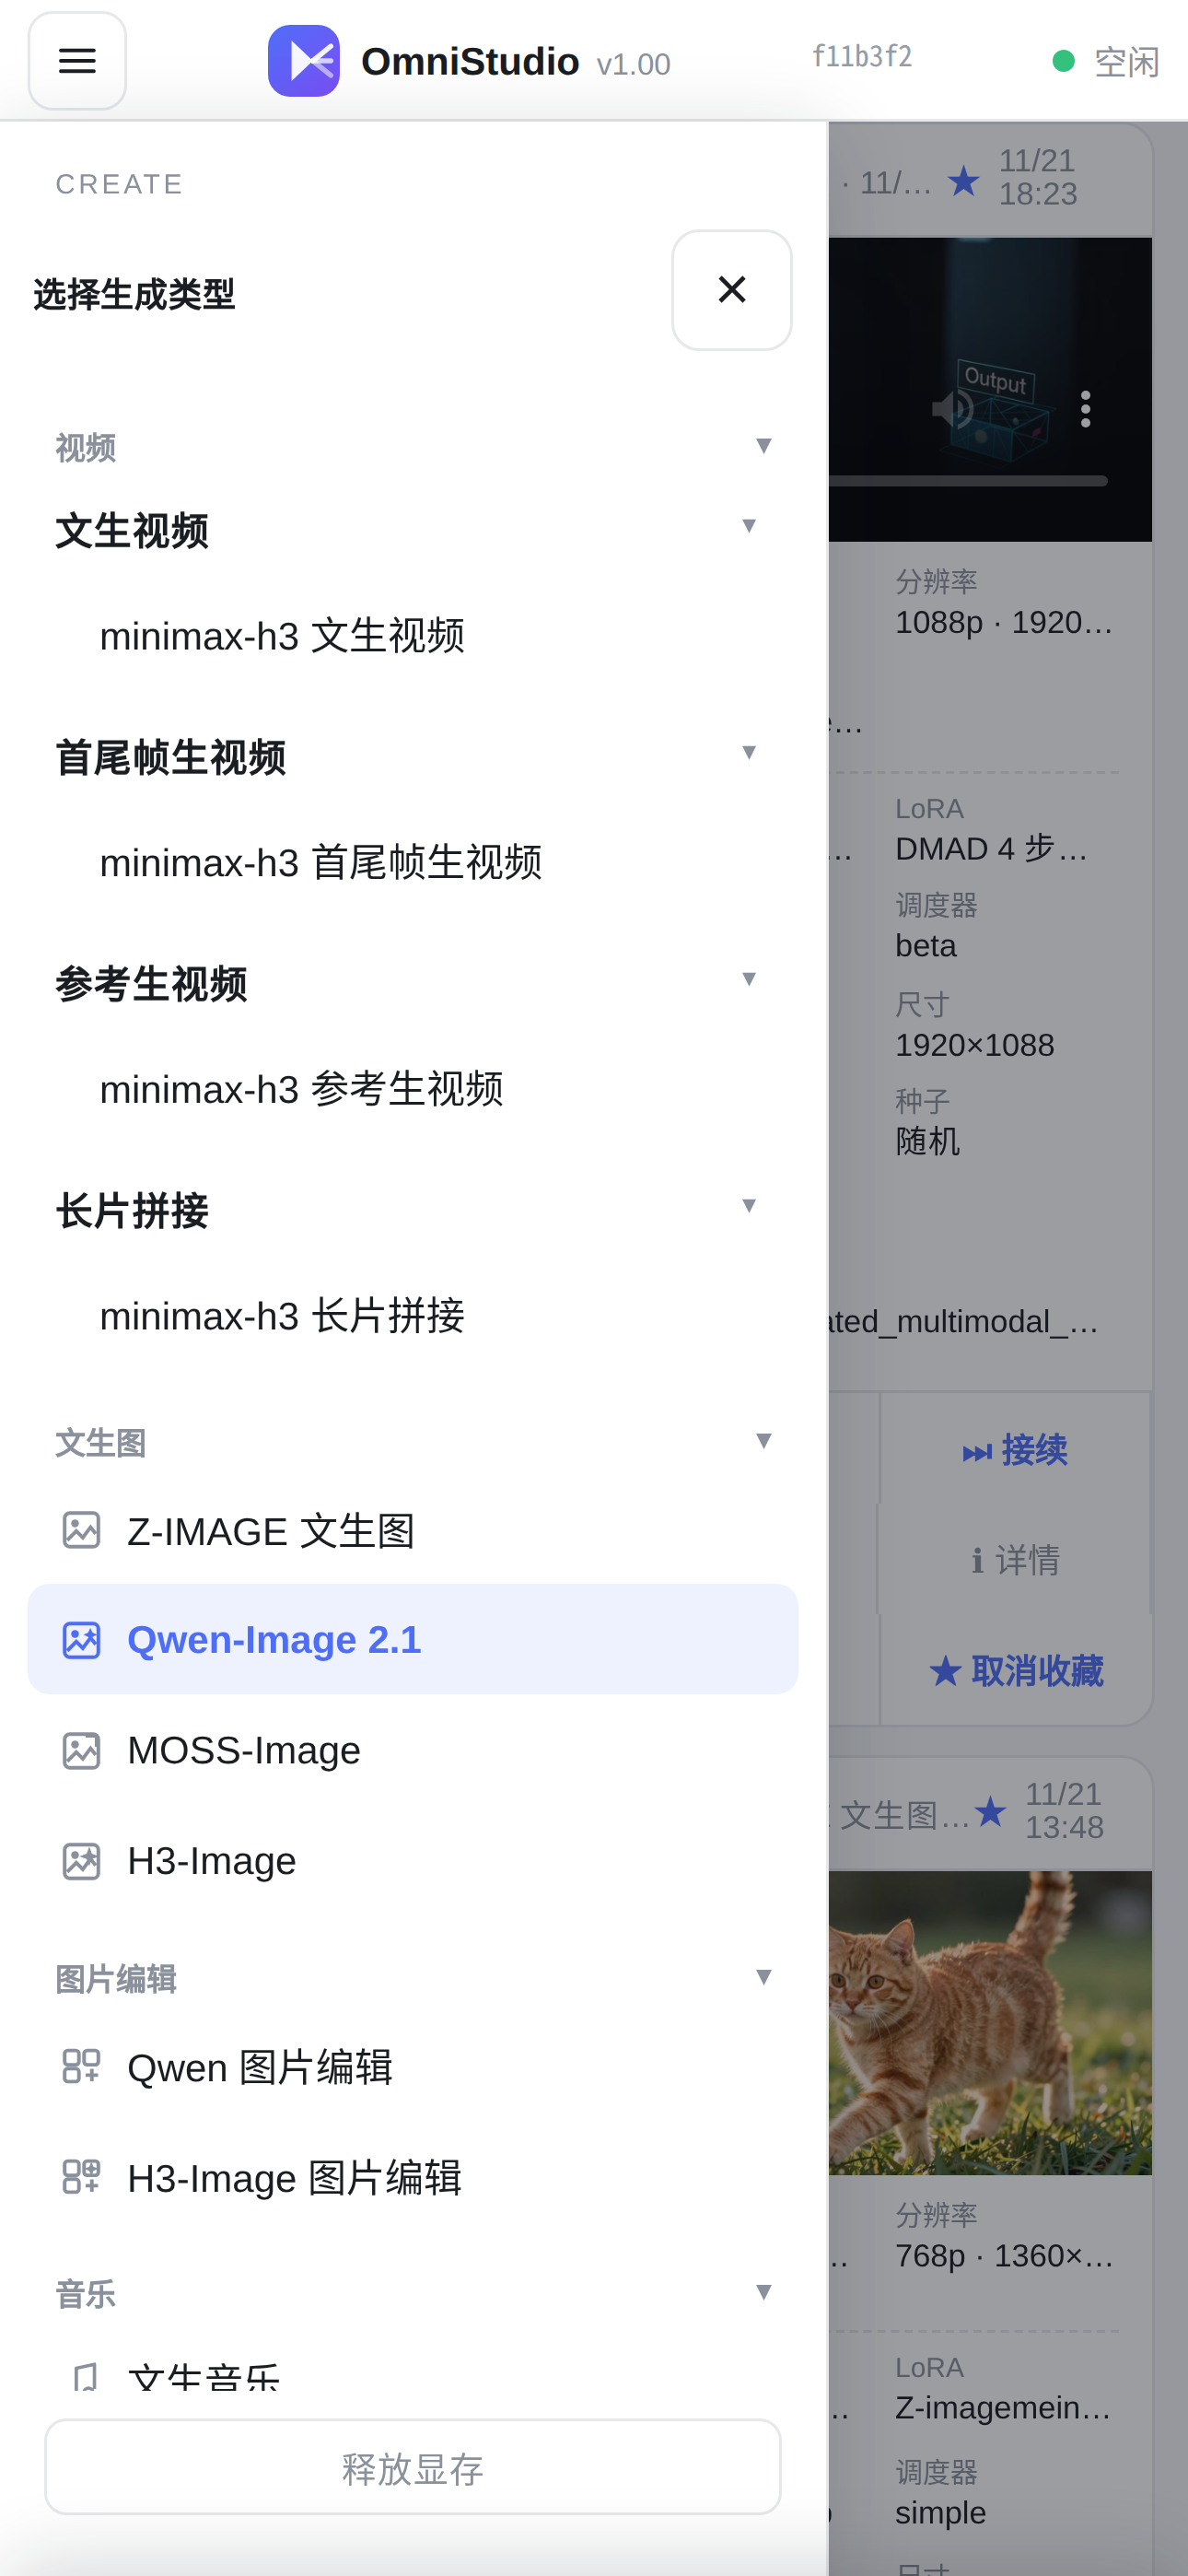 OmniStudio v1.00
f11b3f2
空闲
CREATE
选择生成类型
视频
文生视频
minimax-h3 文生视频
首尾帧生视频
minimax-h3 首尾帧生视频
参考生视频
minimax-h3 参考生视频
长片拼接
minimax-h3 长片拼接
文生图
Z-IMAGE 文生图
Qwen-Image 2.1
MOSS-Image
H3-Image
图片编辑
Qwen 图片编辑
H3-Image 图片编辑
音乐
文生音乐
释放显存
· 11/…
11/21
18:23
Output
分辨率
1088p · 1920…
e…
LoRA
DMAD 4 步…
调度器
beta
尺寸
1920×1088
种子
随机
ated_multimodal_…
接续
详情
取消收藏
文生图…
11/21
13:48
分辨率
768p · 1360×…
LoRA
Z-imagemein…
调度器
simple
尺寸